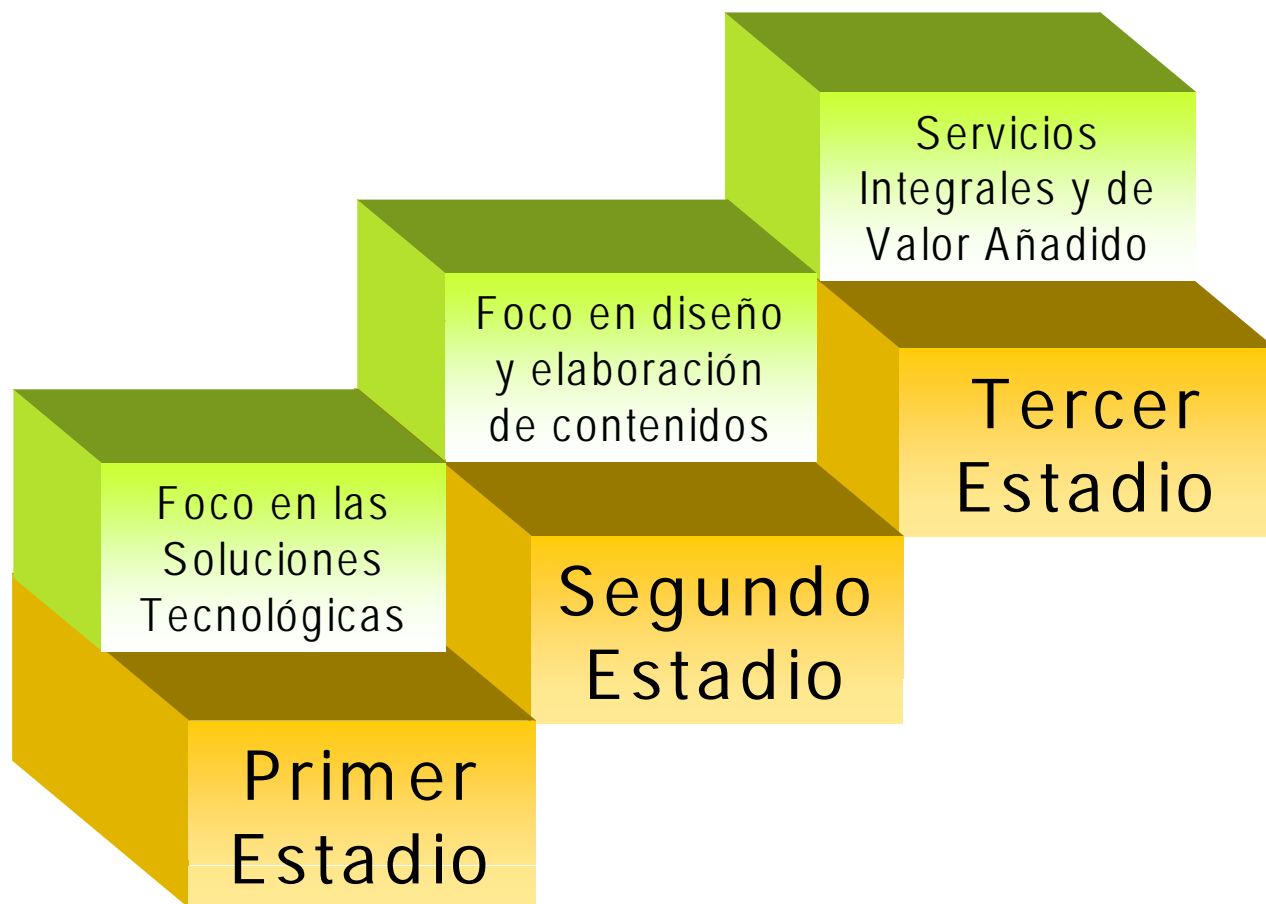 Servicios
Integrales y de
Valor Añadido
Foco en diseño
y elaboración
de contenidos
Tercer
Estadio
Foco en las
Soluciones
Tecnológicas
Segundo
Estadio
Primer
Estadio